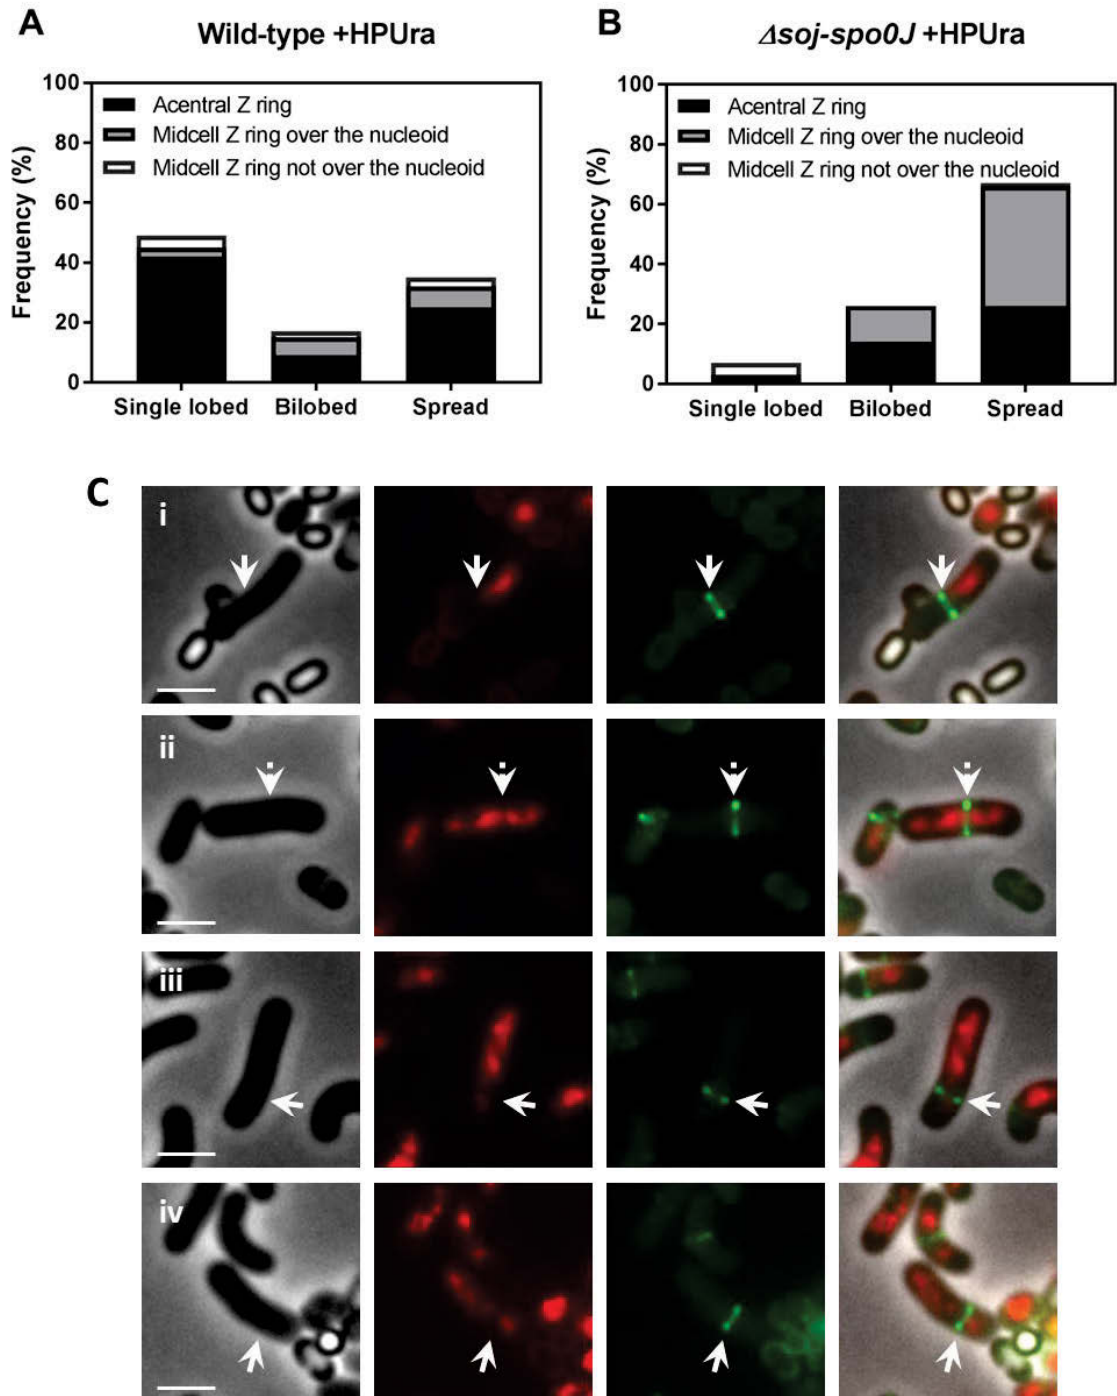 A
Wild-type +HPUra
Frequency (%)
100
80
60
40
20
0
Acentral Z ring
Midcell Z ring over the nucleoid
Midcell Z ring not over the nucleoid
Single lobed
Bilobed
Spread
B
Δsoj-spo0J +HPUra
Frequency (%)
100
80
60
40
20
0
Acentral Z ring
Midcell Z ring over the nucleoid
Midcell Z ring not over the nucleoid
Single lobed
Bilobed
Spread
C
i
ii
iii
iv